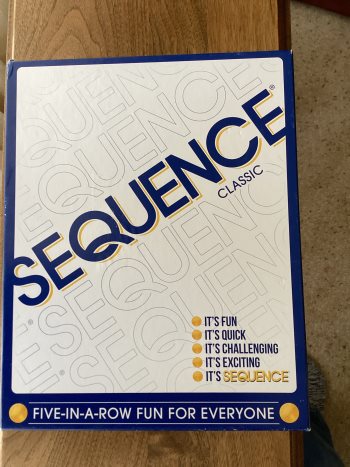 SEQUENCE®
CLASSIC
IT'S FUN
IT'S QUICK
IT'S CHALLENGING
IT'S EXCITING
IT'S SEQUENCE
FIVE-IN-A-ROW FUN FOR EVERYONE